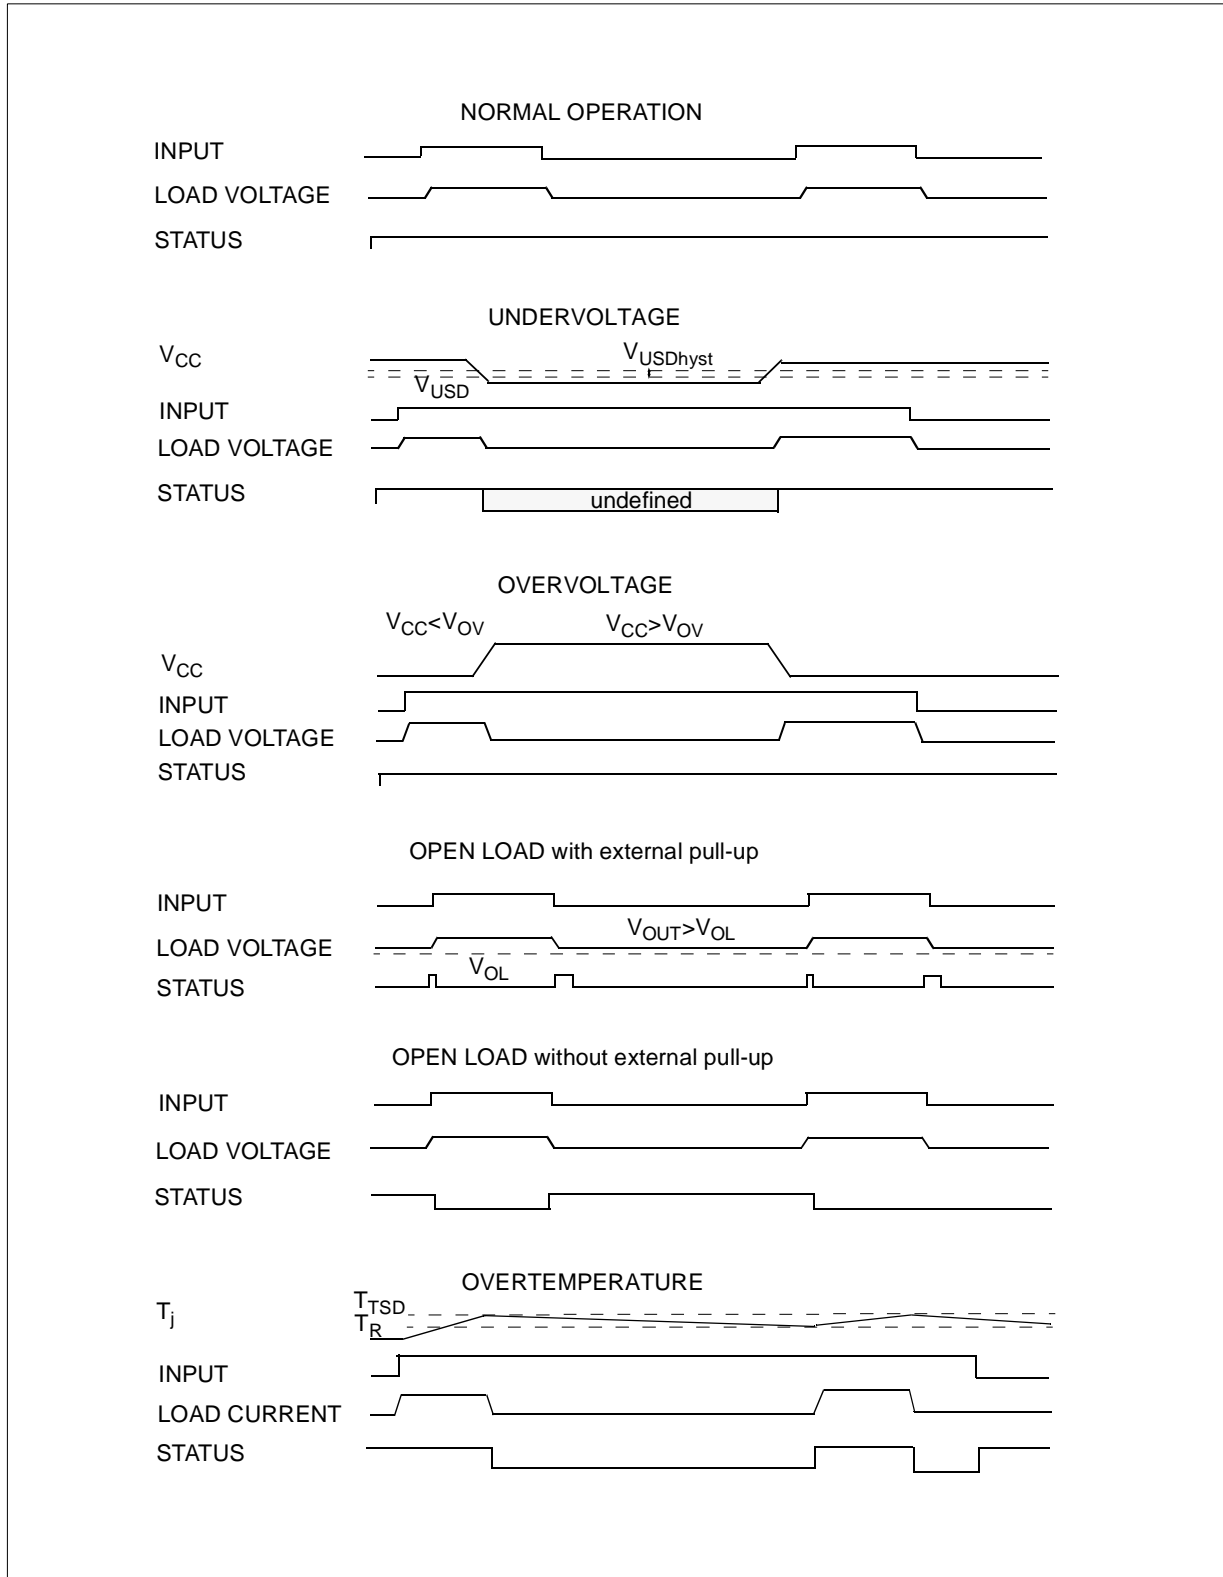 NORMAL OPERATION
INPUT
LOAD VOLTAGE
STATUS
UNDERVOLTAGE
VCC
VUSDhyst
VUSD
INPUT
LOAD VOLTAGE
STATUS
undefined
OVERVOLTAGE
VCC<VOV
VCC>VOV
VCC
INPUT
LOAD VOLTAGE
STATUS
OPEN LOAD with external pull-up
INPUT
VOUT>VOL
LOAD VOLTAGE
VOL
STATUS
OPEN LOAD without external pull-up
INPUT
LOAD VOLTAGE
STATUS
OVERTEMPERATURE
Tj
TTSD
TR
INPUT
LOAD CURRENT
STATUS